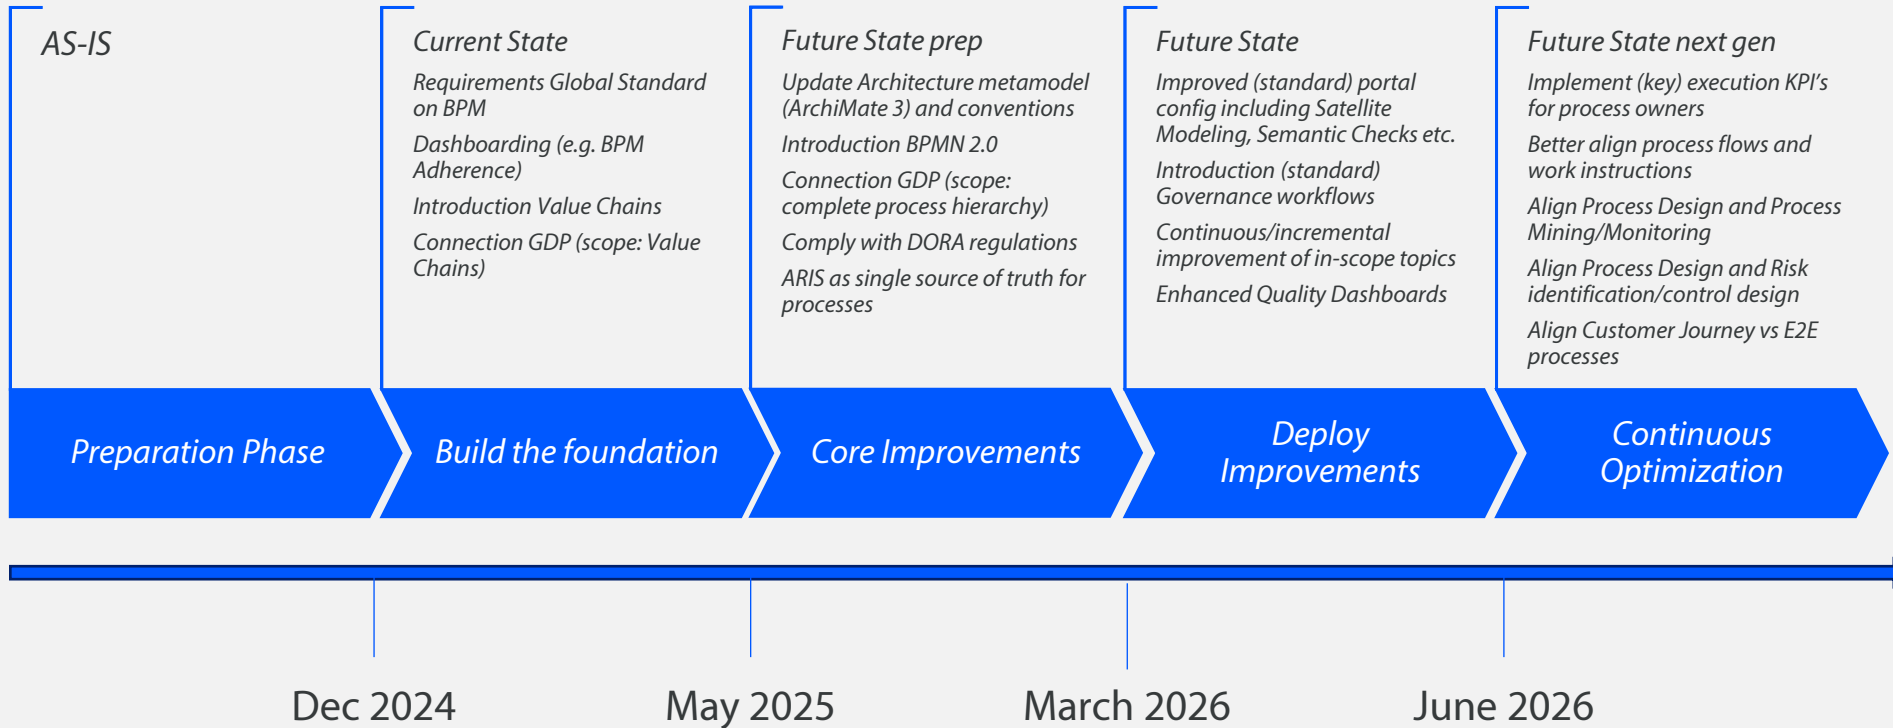 AS-IS
Current State
Requirements Global Standard
on BPM
Dashboarding (e.g. BPM
Adherence)
Introduction Value Chains
Connection GDP (scope: Value
Chains)
Future State prep
Update Architecture metamodel
(ArchiMate 3) and conventions
Introduction BPMN 2.0
Connection GDP (scope:
complete process hierarchy)
Comply with DORA regulations
ARIS as single source of truth for
processes
Future State
Improved (standard) portal
config including Satellite
Modeling, Semantic Checks etc.
Introduction (standard)
Governance workflows
Continuous/incremental
improvement of in-scope topics
Enhanced Quality Dashboards
Future State next gen
Implement (key) execution KPI's
for process owners
Better align process flows and
work instructions
Align Process Design and Process
Mining/Monitoring
Align Process Design and Risk
identification/control design
Align Customer Journey vs E2E
processes
Preparation Phase
Build the foundation
Core Improvements
Deploy
Improvements
Continuous
Optimization
Dec 2024
May 2025
March 2026
June 2026